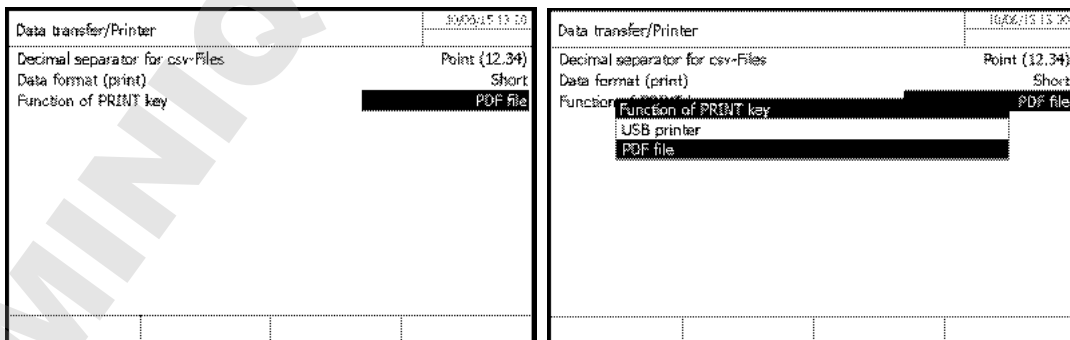 Data transfer/Printer
Decimal separator for csv-Files Point (12.34)
Data format (print) Short
Function of PRINT key PDF file
Data transfer/Printer
Decimal separator for csv-Files Point (12.34)
Data format (print) Short
Function PDF file
Function of PRINT key
USB printer
PDF file
MINIQ